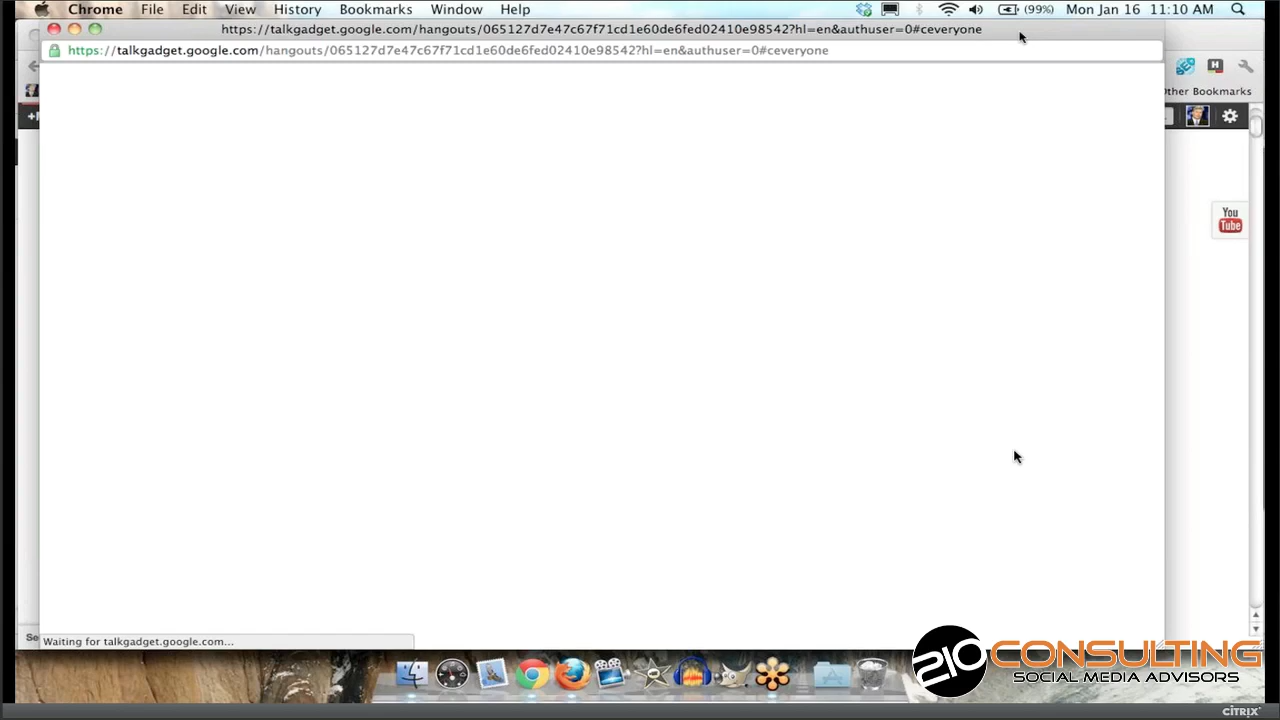 Chrome File Edit View History Bookmarks Window Help (99%) Mon Jan 16 11:10 AM
https://talkgadget.google.com/hangouts/065127d7e47c67f71cd1e60de6fed02410e98542?hl=en&authuser=0#ceveryone
https://talkgadget.google.com/hangouts/065127d7e47c67f71cd1e60de6fed02410e98542?hl=en&authuser=0#ceveryone
H
ther Bookmarks
You
Tube
Se
Waiting for talkgadget.google.com...
210 CONSULTING
SOCIAL MEDIA ADVISORS
CITRIX